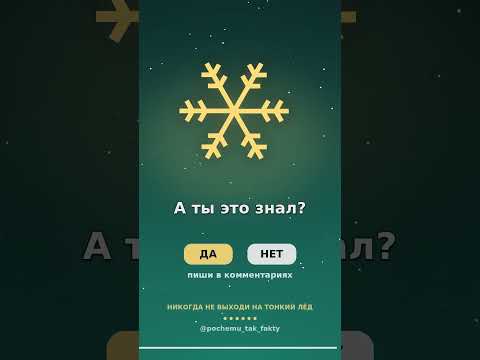 А ты это знал?
ДА
НЕТ
пиши в комментариях
НИКОГДА НЕ ВЫХОДИ НА ТОНКИЙ ЛЁД
@pochemu_tak_fakty